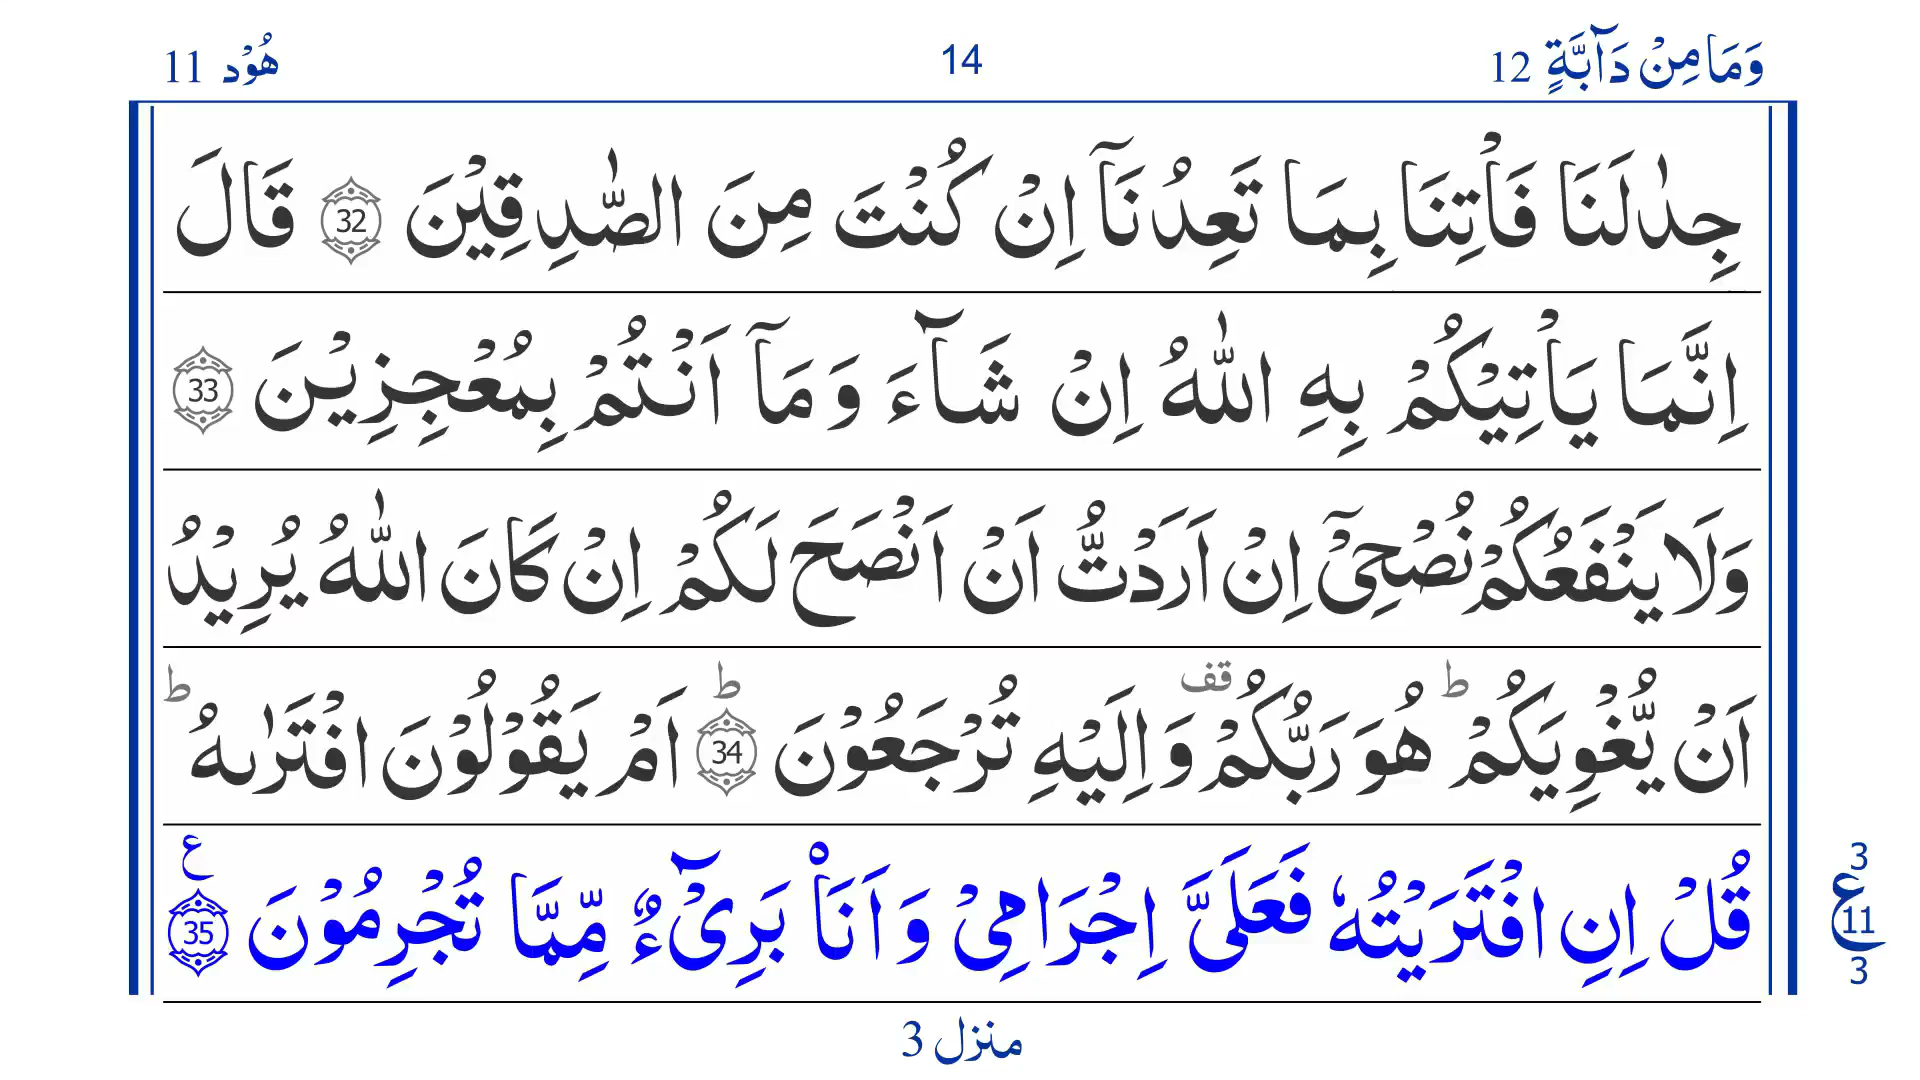 وَمَا مِنْ دَآبَّةٍ 12 14 هُوْد 11
جِدٰلَنَا فَاْتِنَا بِمَا تَعِدُنَآ اِنْ كُنْتَ مِنَ الصّٰدِقِيْنَ 32 قَالَ
اِنَّمَا يَاْتِيْكُمْ بِهِ اللّٰهُ اِنْ شَآءَ وَمَآ اَنْتُمْ بِمُعْجِزِيْنَ 33
وَلَا يَنْفَعُكُمْ نُصْحِيْٓ اِنْ اَرَدْتُّ اَنْ اَنْصَحَ لَكُمْ اِنْ كَانَ اللّٰهُ يُرِيْدُ
اَنْ يُّغْوِيَكُمْ ط هُوَ رَبُّكُمْ قف وَاِلَيْهِ تُرْجَعُوْنَ 34 ط اَمْ يَقُوْلُوْنَ افْتَرٰىهُ ط
قُلْ اِنِ افْتَرَيْتُهٗ فَعَلَيَّ اِجْرَامِيْ وَاَنَا۠ بَرِيْٓءٌ مِّمَّا تُجْرِمُوْنَ 35 ع
3
ع 11
3
منزل 3